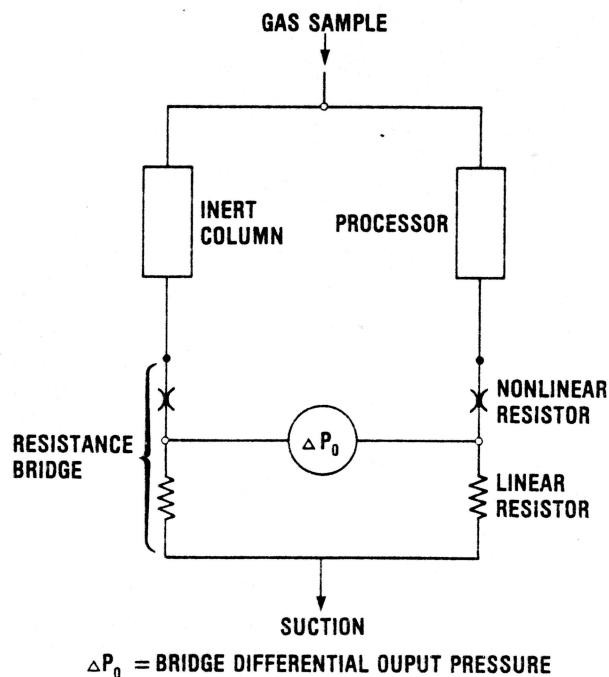 GAS SAMPLE
INERT
COLUMN
PROCESSOR
NONLINEAR
RESISTOR
RESISTANCE
BRIDGE
△P₀
LINEAR
RESISTOR
SUCTION
△P₀ = BRIDGE DIFFERENTIAL OUPUT PRESSURE